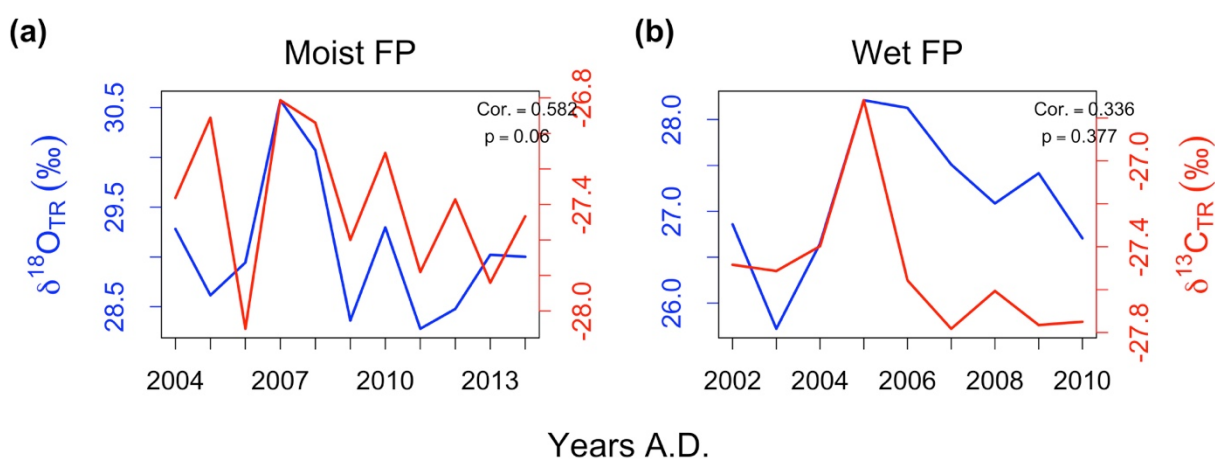 (a)
Moist FP
δ18OTR (‰)
30.5
29.5
28.5
Cor. = 0.582
p = 0.06
-26.8
-27.4
-28.0
2004
2007
2010
2013
(b)
Wet FP
28.0
27.0
26.0
Cor. = 0.336
p = 0.377
-27.0
-27.4
-27.8
δ13CTR (‰)
2002
2004
2006
2008
2010
Years A.D.